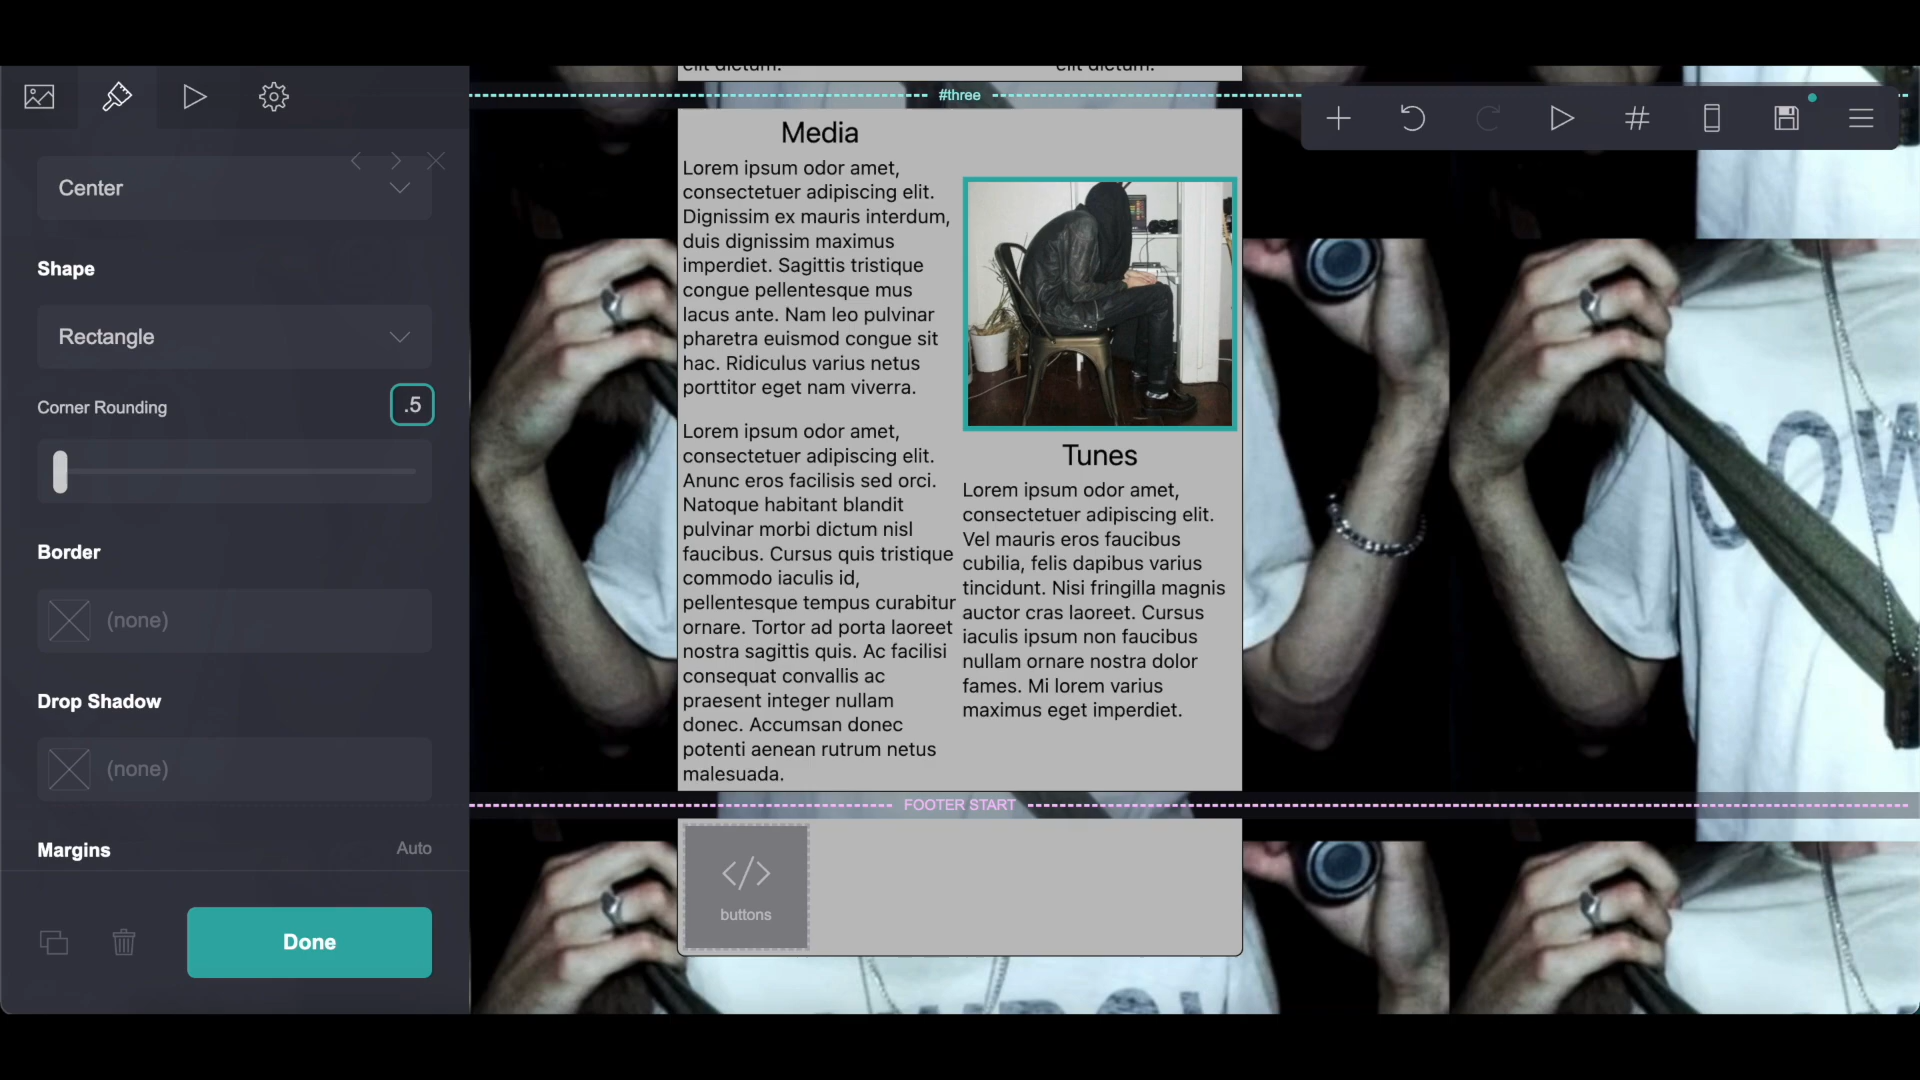 elit dictum.
elit dictum.
#three
Center
Shape
Rectangle
Corner Rounding
.5
Border
(none)
Drop Shadow
(none)
Margins
Auto
Done
Media
Lorem ipsum odor amet,
consectetuer adipiscing elit.
Dignissim ex mauris interdum,
duis dignissim maximus
imperdiet. Sagittis tristique
congue pellentesque mus
lacus ante. Nam leo pulvinar
pharetra euismod congue sit
hac. Ridiculus varius netus
porttitor eget nam viverra.
Lorem ipsum odor amet,
consectetuer adipiscing elit.
Anunc eros facilisis sed orci.
Natoque habitant blandit
pulvinar morbi dictum nisl
faucibus. Cursus quis tristique
commodo iaculis id,
pellentesque tempus curabitur
ornare. Tortor ad porta laoreet
nostra sagittis quis. Ac facilisi
consequat convallis ac
praesent integer nullam
donec. Accumsan donec
potenti aenean rutrum netus
malesuada.
Tunes
Lorem ipsum odor amet,
consectetuer adipiscing elit.
Vel mauris eros faucibus
cubilia, felis dapibus varius
tincidunt. Nisi fringilla magnis
auctor cras laoreet. Cursus
iaculis ipsum non faucibus
nullam ornare nostra dolor
fames. Mi lorem varius
maximus eget imperdiet.
FOOTER START
</>
buttons